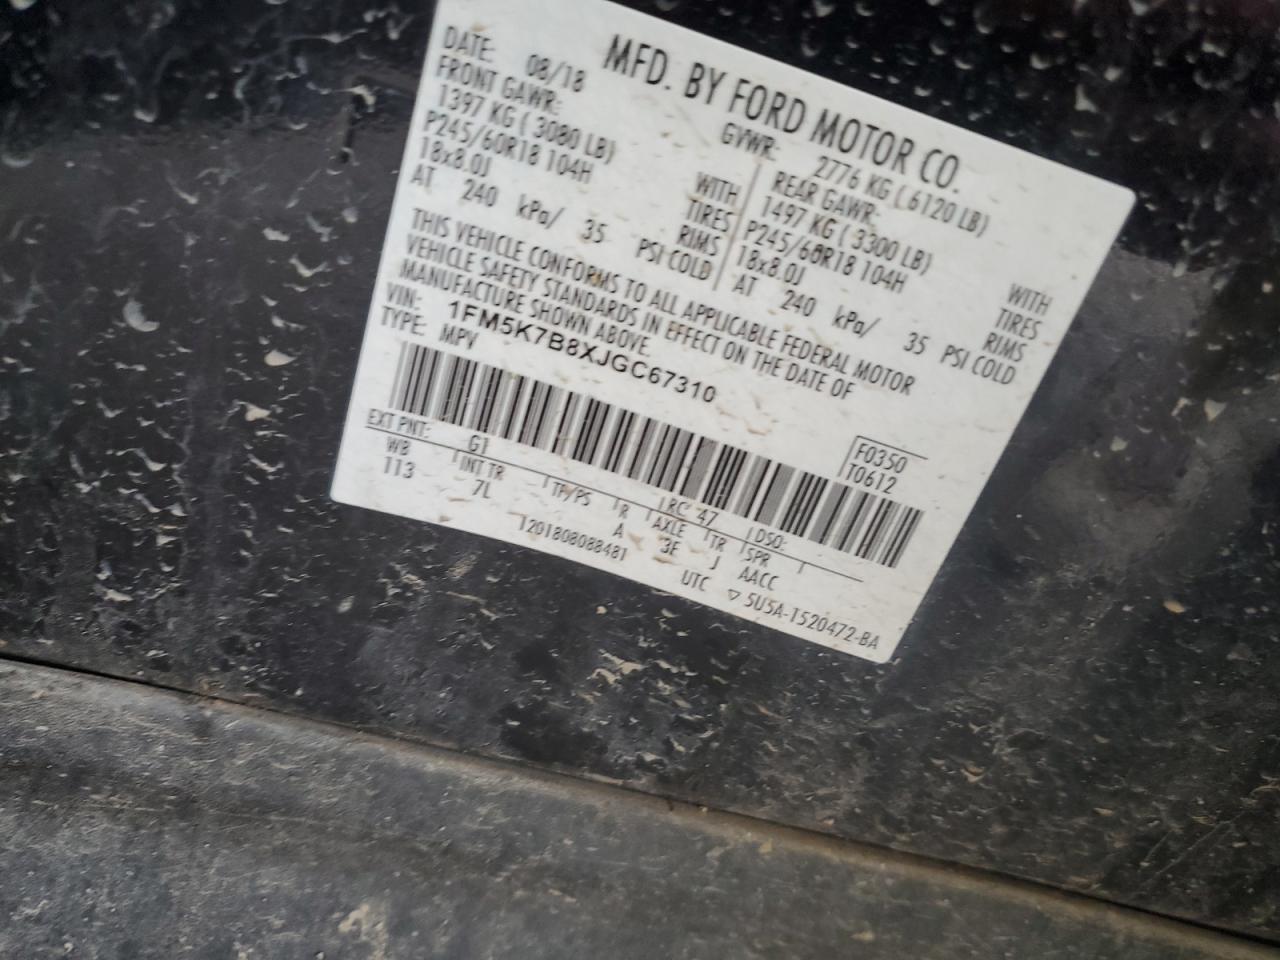 MFD. BY FORD MOTOR CO.
DATE: 08/18 GVWR: 2776 KG ( 6120 LB)
FRONT GAWR: REAR GAWR:
1397 KG ( 3080 LB) WITH 1497 KG ( 3300 LB) WITH
P245/60R18 104H TIRES P245/60R18 104H TIRES
18x8.0J RIMS 18x8.0J RIMS
AT 240 kPa/ 35 PSI COLD AT 240 kPa/ 35 PSI COLD
THIS VEHICLE CONFORMS TO ALL APPLICABLE FEDERAL MOTOR
VEHICLE SAFETY STANDARDS IN EFFECT ON THE DATE OF
MANUFACTURE SHOWN ABOVE.
VIN: 1FM5K7B8XJGC67310
TYPE: MPV
F0350
T0612
EXT PNT: G1 RC: 47 DSO:
WB INT TR TP/PS R AXLE TR SPR
113 7L A 3E J AACC
T201808088481 UTC ▽ 5U5A-1520472-BA